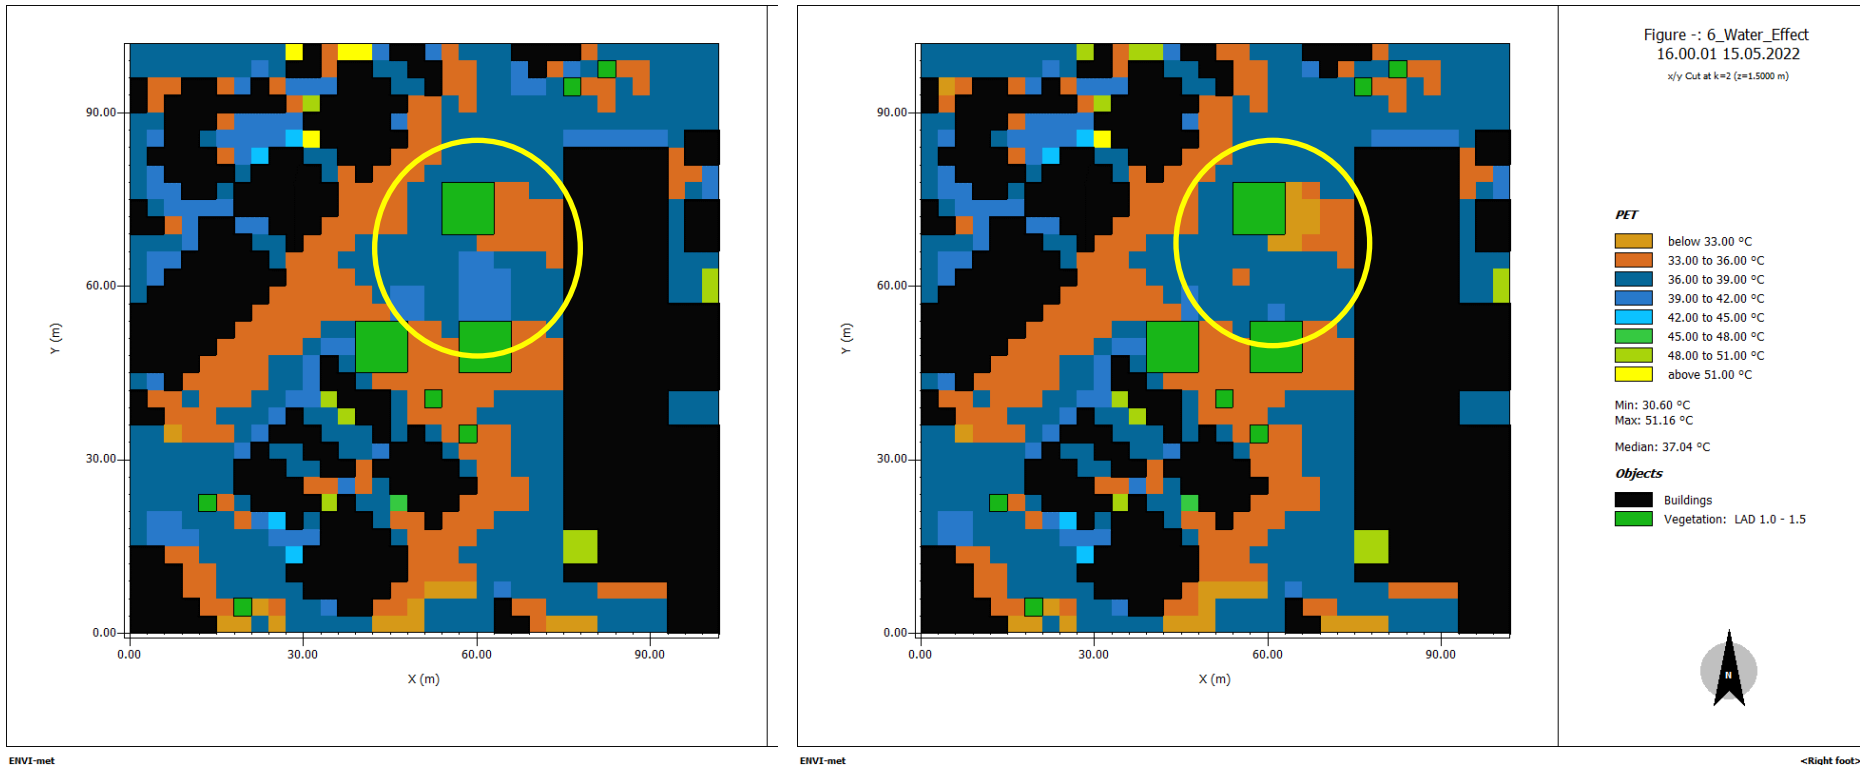 90.00
60.00
30.00
0.00
0.00 30.00 60.00 90.00
X (m)
Y (m)
ENVI-met
90.00
60.00
30.00
0.00
0.00 30.00 60.00 90.00
X (m)
Y (m)
ENVI-met
Figure -: 6_Water_Effect
16.00.01 15.05.2022
x/y Cut at k=2 (z=1.5000 m)
PET
below 33.00 °C
33.00 to 36.00 °C
36.00 to 39.00 °C
39.00 to 42.00 °C
42.00 to 45.00 °C
45.00 to 48.00 °C
48.00 to 51.00 °C
above 51.00 °C
Min: 30.60 °C
Max: 51.16 °C
Median: 37.04 °C
Objects
Buildings
Vegetation: LAD 1.0 - 1.5
N
<Right foot>